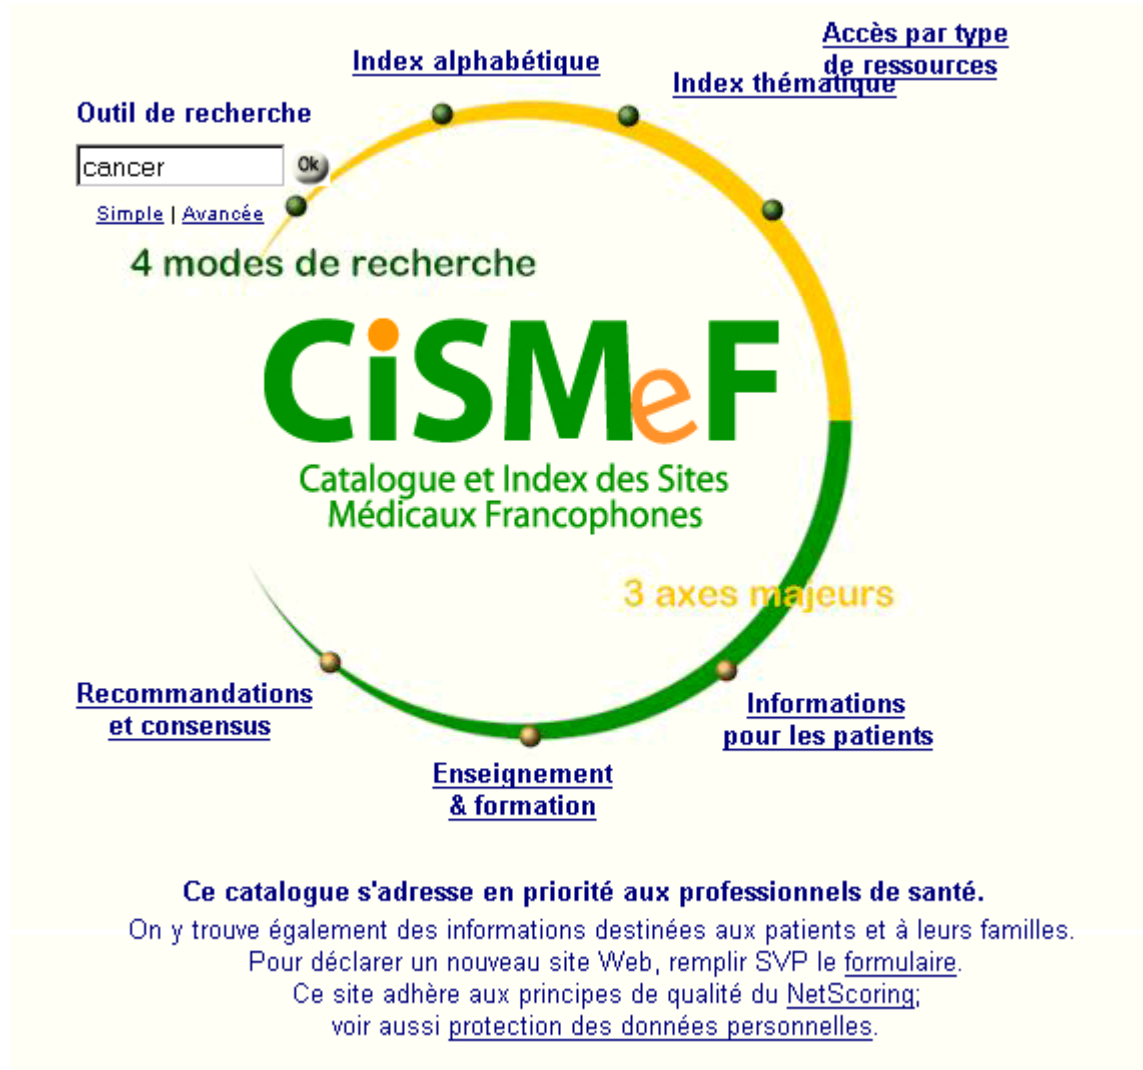 Accès par type
de ressources
Index alphabétique
Index thématique
Outil de recherche
cancer
Ok
Simple | Avancée
4 modes de recherche
CiSMeF
Catalogue et Index des Sites
Médicaux Francophones
3 axes majeurs
Recommandations
et consensus
Informations
pour les patients
Enseignement
& formation
Ce catalogue s'adresse en priorité aux professionnels de santé.
On y trouve également des informations destinées aux patients et à leurs familles.
Pour déclarer un nouveau site Web, remplir SVP le formulaire.
Ce site adhère aux principes de qualité du NetScoring;
voir aussi protection des données personnelles.